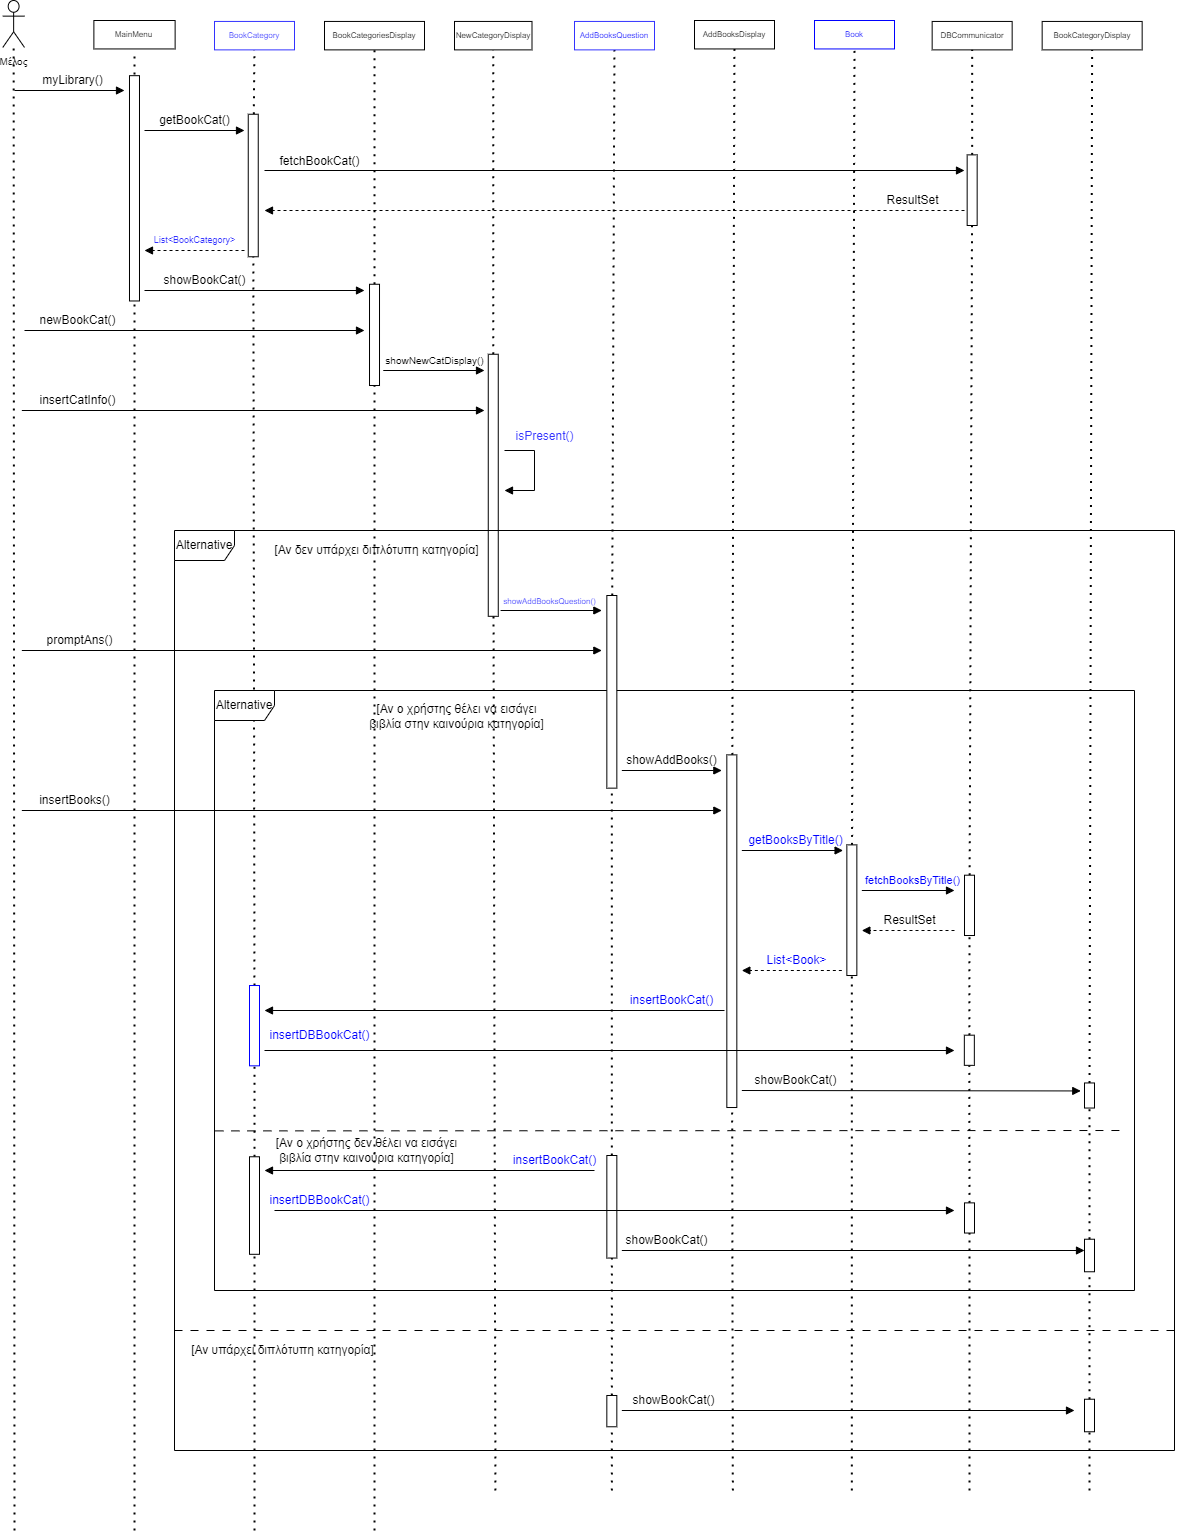 Μέλος
MainMenu
BookCategory
BookCategoriesDisplay
NewCategoryDisplay
AddBooksQuestion
AddBooksDisplay
Book
DBCommunicator
BookCategoryDisplay
myLibrary()
getBookCat()
fetchBookCat()
ResultSet
List<BookCategory>
showBookCat()
newBookCat()
showNewCatDisplay()
insertCatInfo()
isPresent()
Alternative
[Αν δεν υπάρχει διπλότυπη κατηγορία]
showAddBooksQuestion()
promptAns()
Alternative
[Αν ο χρήστης θέλει να εισάγει
βιβλία στην καινούρια κατηγορία]
showAddBooks()
insertBooks()
getBooksByTitle()
fetchBooksByTitle()
ResultSet
List<Book>
insertBookCat()
insertDBBookCat()
showBookCat()
[Αν ο χρήστης δεν θέλει να εισάγει
βιβλία στην καινούρια κατηγορία]
insertBookCat()
insertDBBookCat()
showBookCat()
[Αν υπάρχει διπλότυπη κατηγορία]
showBookCat()